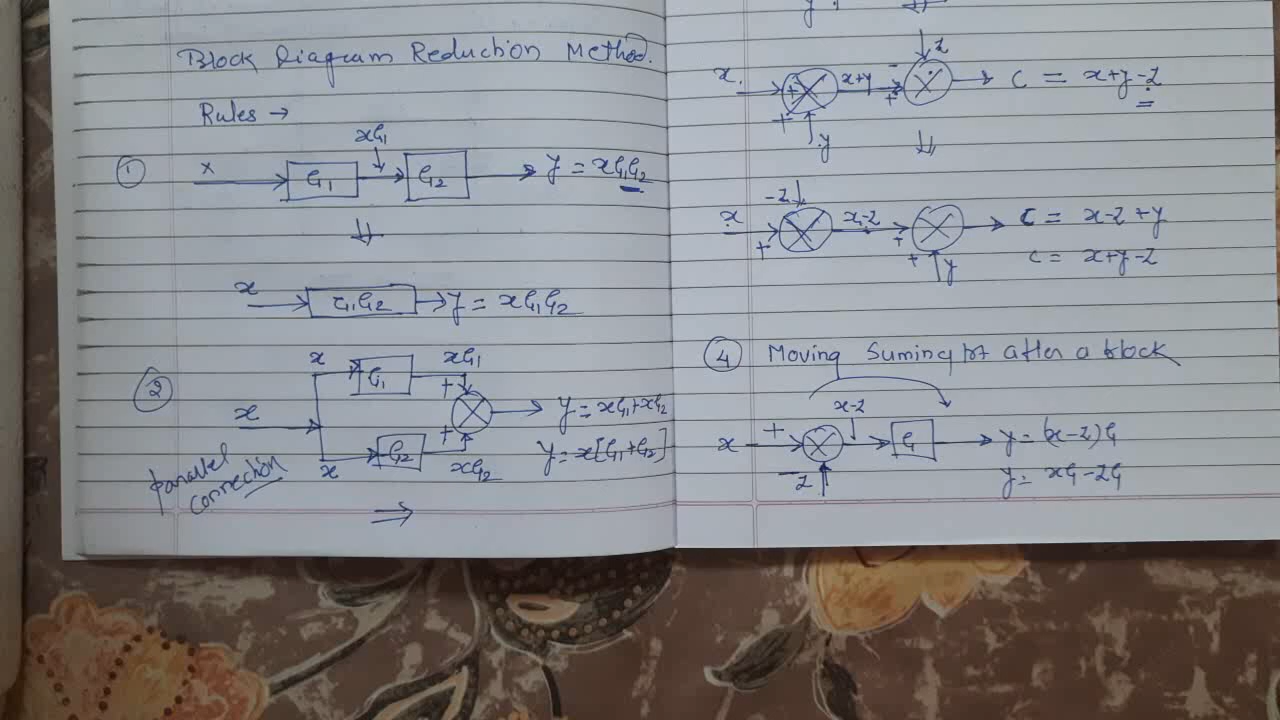 Block Diagram Reduction Method.
Rules →
① x G1 xG1 G2 y = xG1G2
⇓
x G1G2 y = xG1G2
② x x G1 xG1 + y = xG1+xG2
x G2 xG2 + y = x[G1+G2]
parallel
connection
⇒
y
⇓
x + x+y + - z C = x+y-z
+ y
⇓
x + -z x-z + C = x-z+y
+ y C = x+y-z
④ Moving Suming pt after a block
x + x-z G y = (x-z)G
- z y = xG-zG